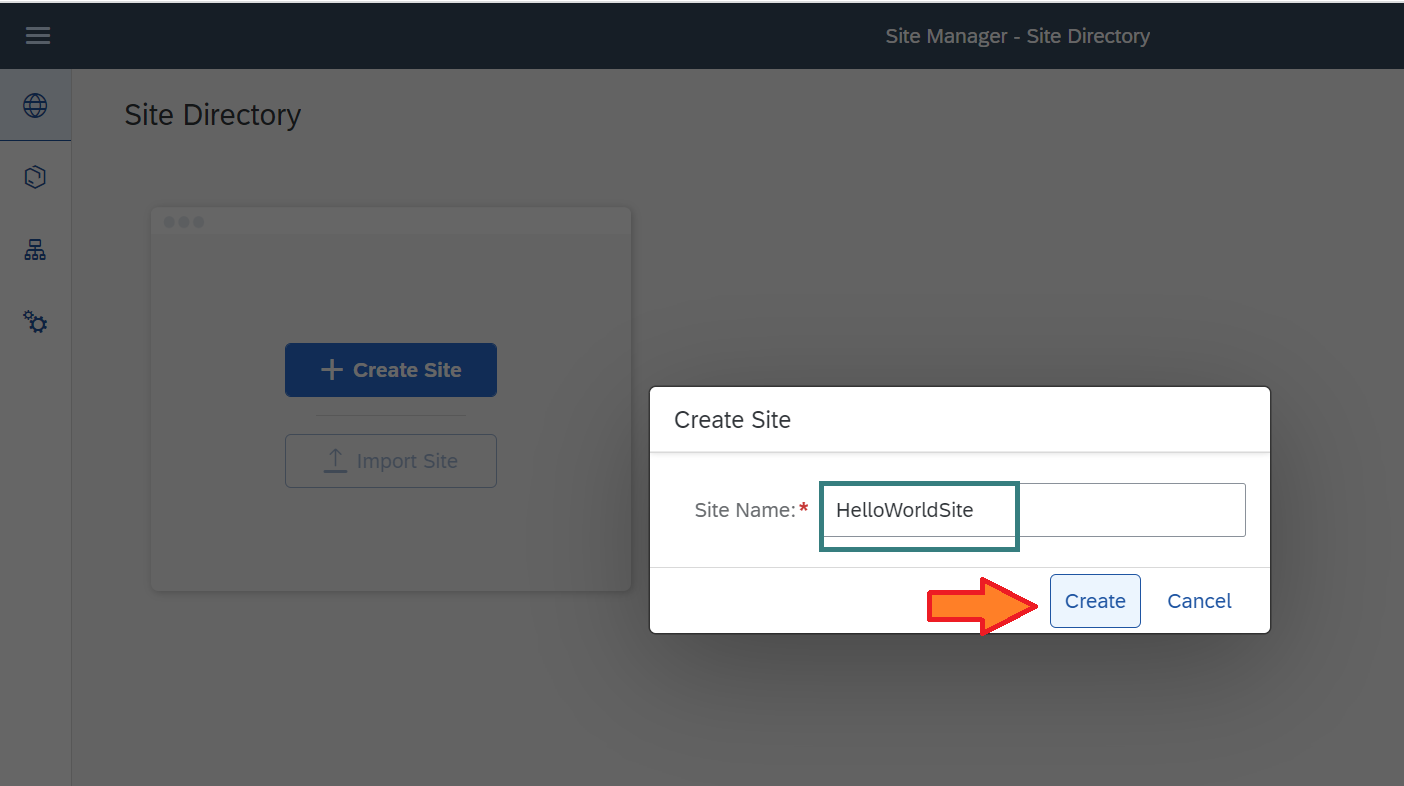 Site Manager - Site Directory
Site Directory
Create Site
Import Site
Create Site
Site Name:* HelloWorldSite
Create Cancel